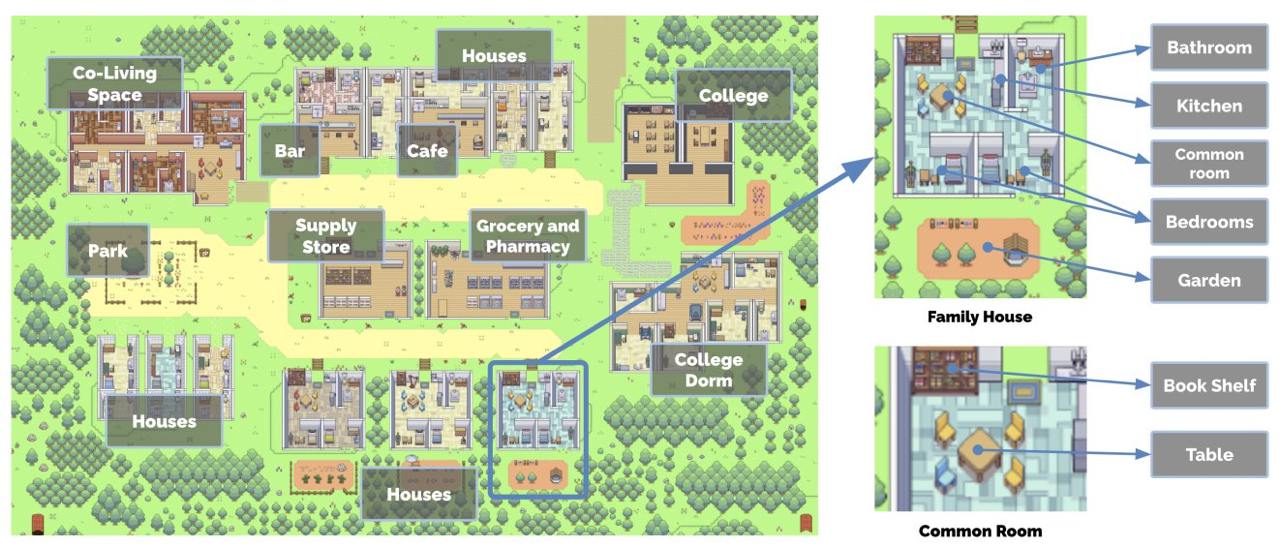 Houses
Co-Living
Space
College
Bar
Cafe
Supply
Store
Grocery and
Pharmacy
Park
College
Dorm
Houses
Houses
Bathroom
Kitchen
Common
room
Bedrooms
Garden
Family House
Book Shelf
Table
Common Room